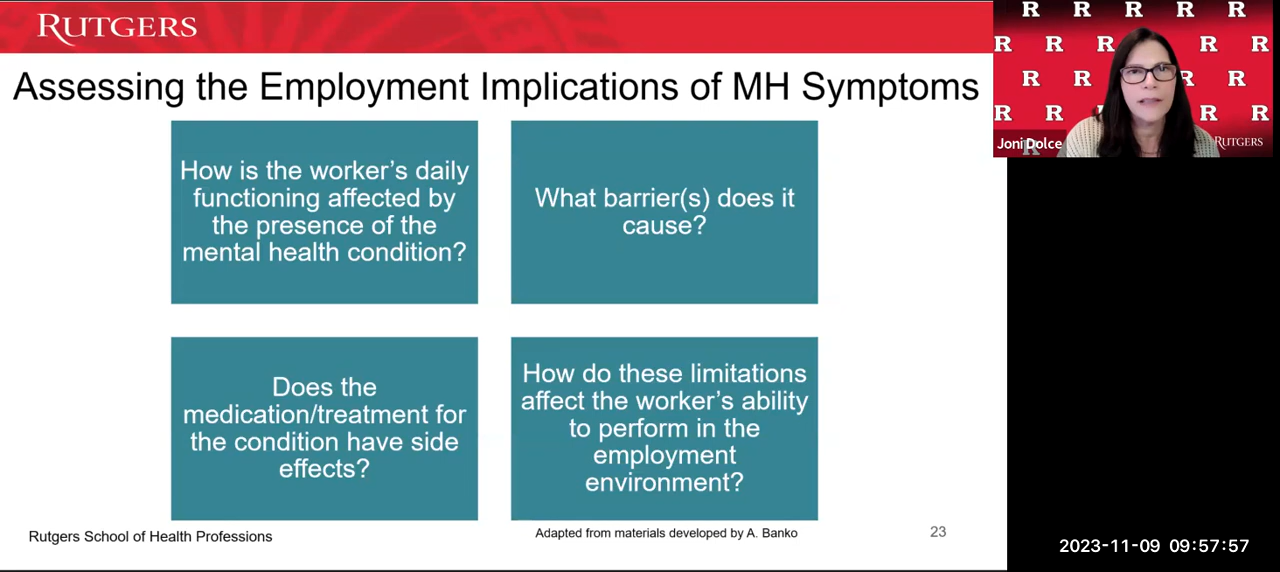 RUTGERS
Assessing the Employment Implications of MH Symptoms
How is the worker's daily
functioning affected by
the presence of the
mental health condition?
What barrier(s) does it
cause?
Does the
medication/treatment for
the condition have side
effects?
How do these limitations
affect the worker's ability
to perform in the
employment
environment?
Rutgers School of Health Professions
Adapted from materials developed by A. Banko
23
R R R R R
R R R R R
R R R R
R R R R
Joni Dolce
R
RUTGERS
2023-11-09 09:57:57